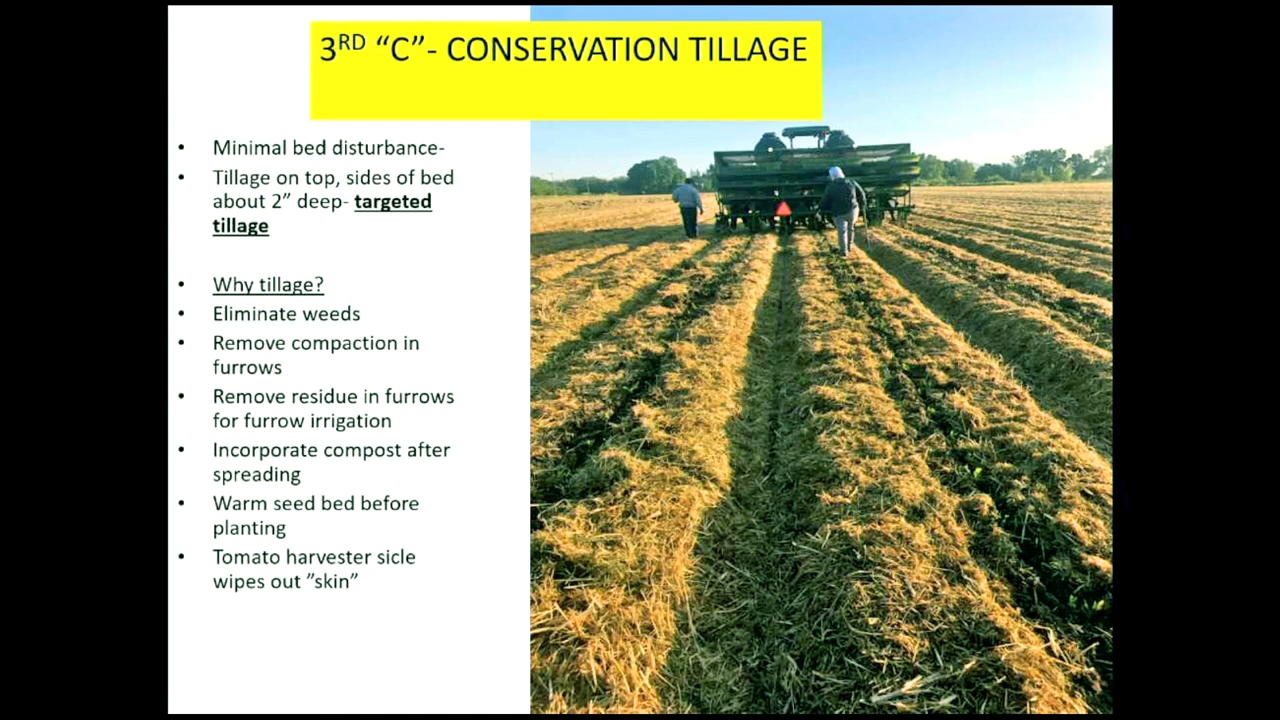 3RD “C”- CONSERVATION TILLAGE
• Minimal bed disturbance-
• Tillage on top, sides of bed
about 2” deep- targeted
tillage
• Why tillage?
• Eliminate weeds
• Remove compaction in
furrows
• Remove residue in furrows
for furrow irrigation
• Incorporate compost after
spreading
• Warm seed bed before
planting
• Tomato harvester sicle
wipes out ”skin”